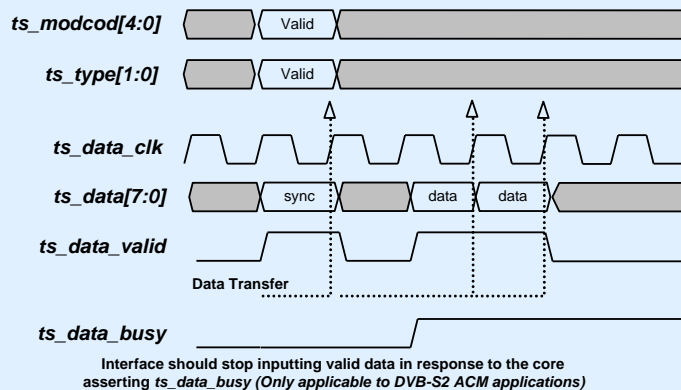 ts_modcod[4:0]
Valid
ts_type[1:0]
Valid
ts_data_clk
ts_data[7:0]
sync
data
data
ts_data_valid
Data Transfer
ts_data_busy
Interface should stop inputting valid data in response to the core
asserting ts_data_busy (Only applicable to DVB-S2 ACM applications)